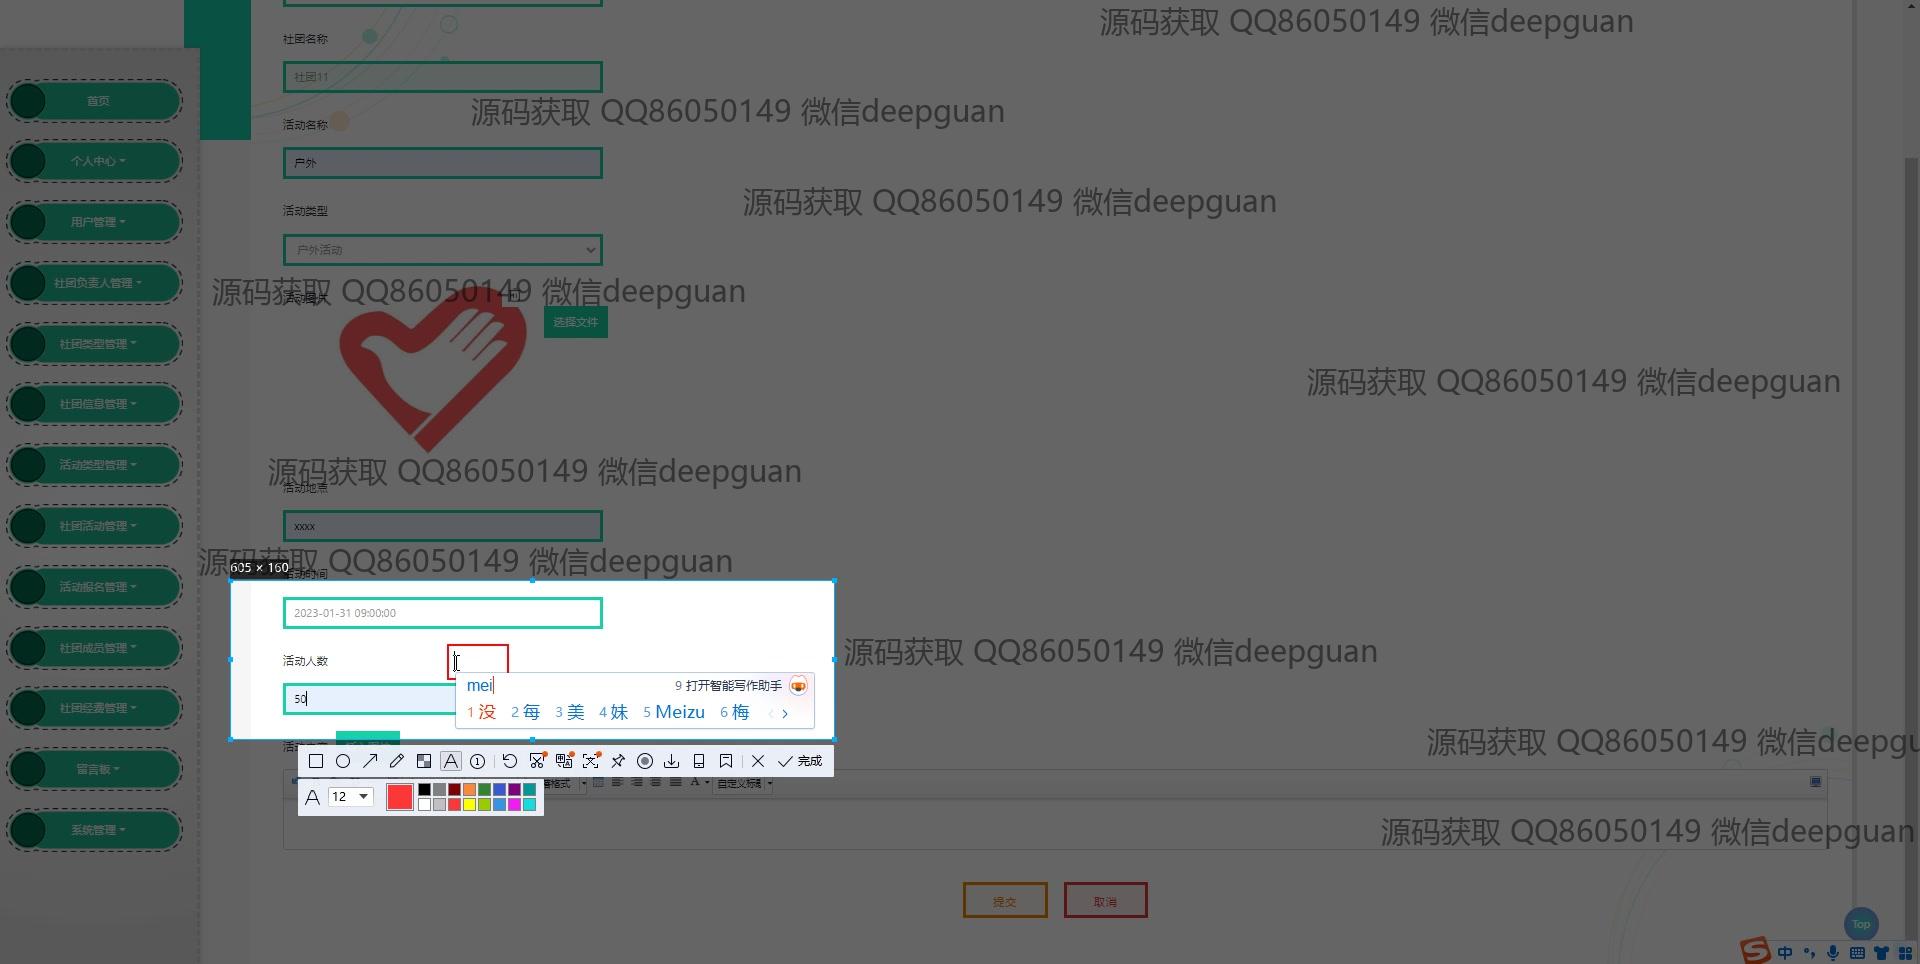 源码获取 QQ86050149 微信deepguan
社团名称
社团11
首页
源码获取 QQ86050149 微信deepguan
活动名称
个人中心
户外
源码获取 QQ86050149 微信deepguan
活动类型
用户管理
户外活动
社团负责人管理
源码获取 QQ86050149 微信deepguan
选择文件
社团类型管理
源码获取 QQ86050149 微信deepguan
社团信息管理
活动类型管理
源码获取 QQ86050149 微信deepguan
活动地点
社团活动管理
xxxx
源码获取 QQ86050149 微信deepguan
605 × 160
活动时间
活动报名管理
2023-01-31 09:00:00
社团成员管理
活动人数
源码获取 QQ86050149 微信deepguan
mei
9 打开智能写作助手
50
1 没 2 每 3 美 4 妹 5 Meizu 6 梅
社团经费管理
源码获取 QQ86050149 微信deepgu
完成
留言板
自定义标题
12
系统管理
源码获取 QQ86050149 微信deepguan
提交
取消
Top
中